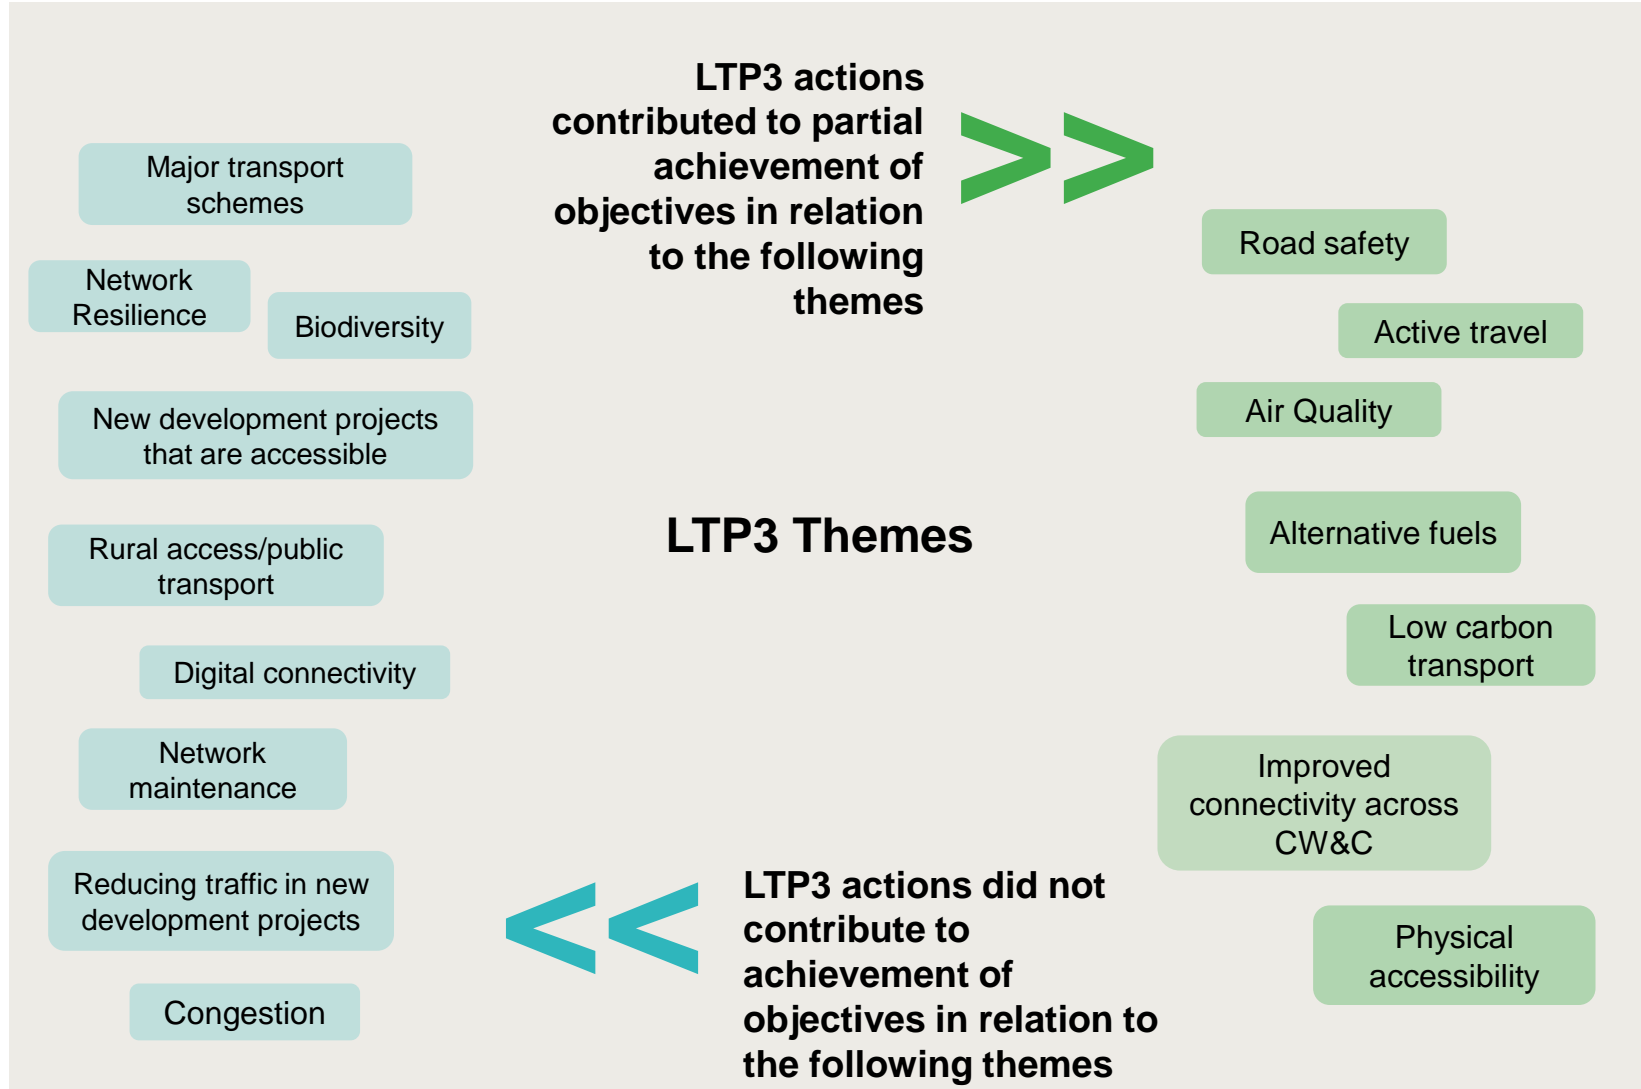 LTP3 actions
contributed to partial
achievement of
objectives in relation
to the following
themes
>>
Major transport
schemes
Network
Resilience
Biodiversity
New development projects
that are accessible
Rural access/public
transport
Digital connectivity
Network
maintenance
Reducing traffic in new
development projects
Congestion
LTP3 Themes
Road safety
Active travel
Air Quality
Alternative fuels
Low carbon
transport
Improved
connectivity across
CW&C
Physical
accessibility
<<
LTP3 actions did not
contribute to
achievement of
objectives in relation to
the following themes